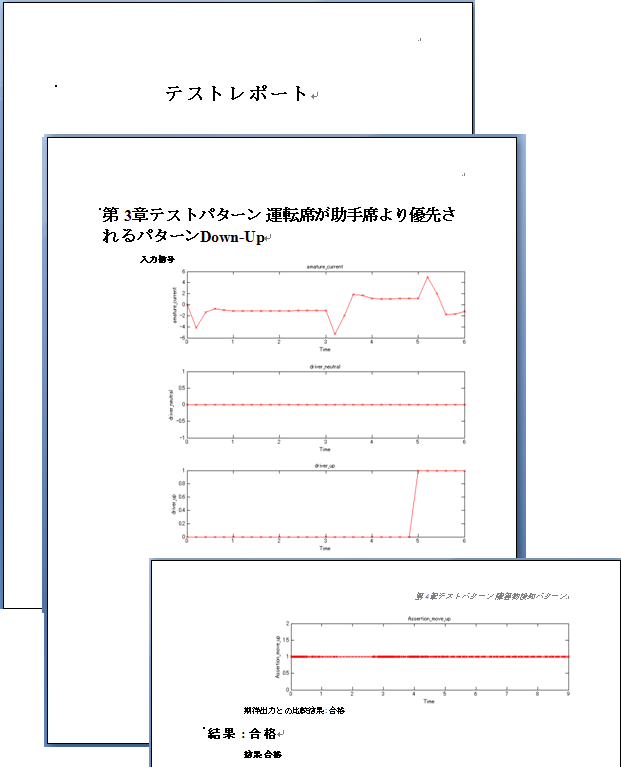 テストレポート
第 3章テストパターン 運転席が助手席より優先さ
れるパターンDown-Up
入力信号
amature_current
6
4
2
0
-2
-4
-6
amature_current
0 1 2 3 4 5 6
Time
driver_neutral
1
0.5
0
-0.5
-1
driver_neutral
0 1 2 3 4 5 6
Time
driver_up
1
0.8
0.6
0.4
0.2
0
driver_up
0 1 2 3 4 5 6
Time
第 4章テストパターン 障害物検知パターン
Assertion_move_up
2
1.5
1
0.5
0
Assertion_move_up
0 1 2 3 4 5 6 7 8 9
Time
期待出力との比較結果: 合格
結果 : 合格
結果:合格